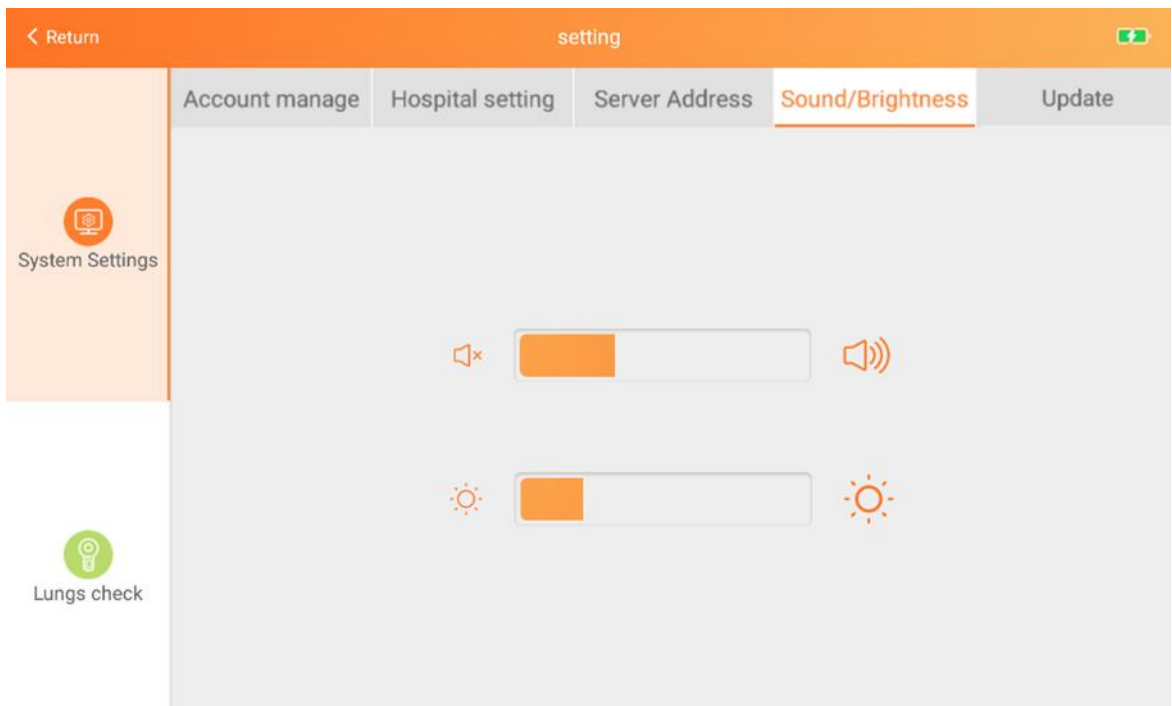 Return
setting
Account manage
Hospital setting
Server Address
Sound/Brightness
Update
System Settings
Lungs check